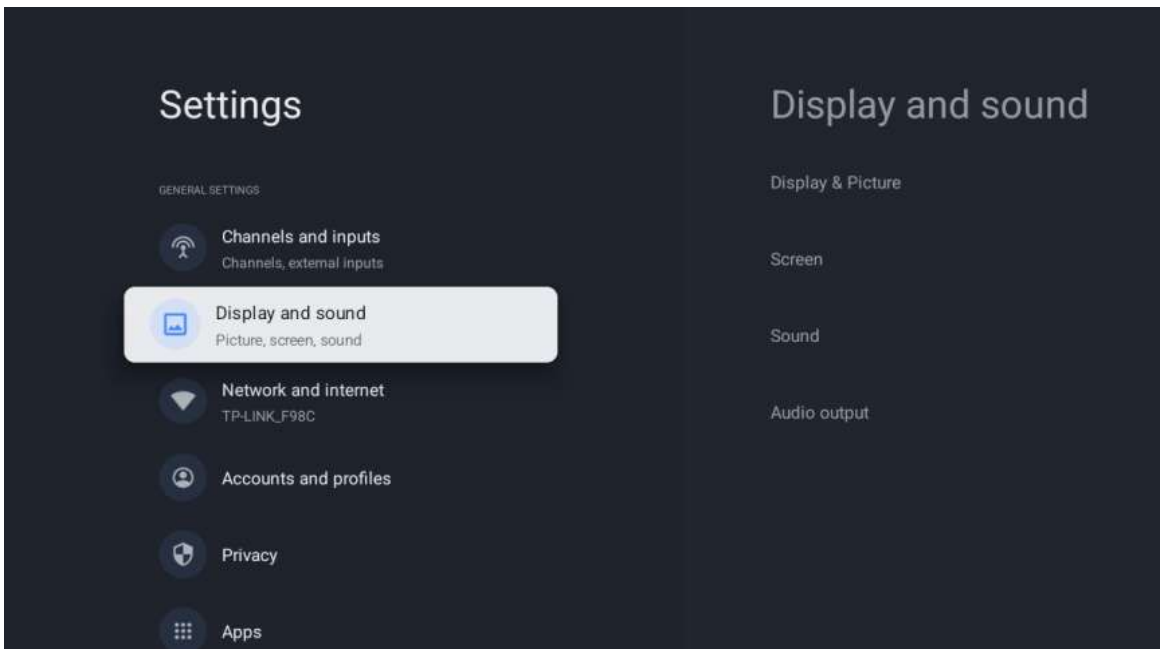 Settings
GENERAL SETTINGS
Channels and inputs
Channels, external inputs
Display and sound
Picture, screen, sound
Network and internet
TP-LINK_F98C
Accounts and profiles
Privacy
Apps
Display and sound
Display & Picture
Screen
Sound
Audio output